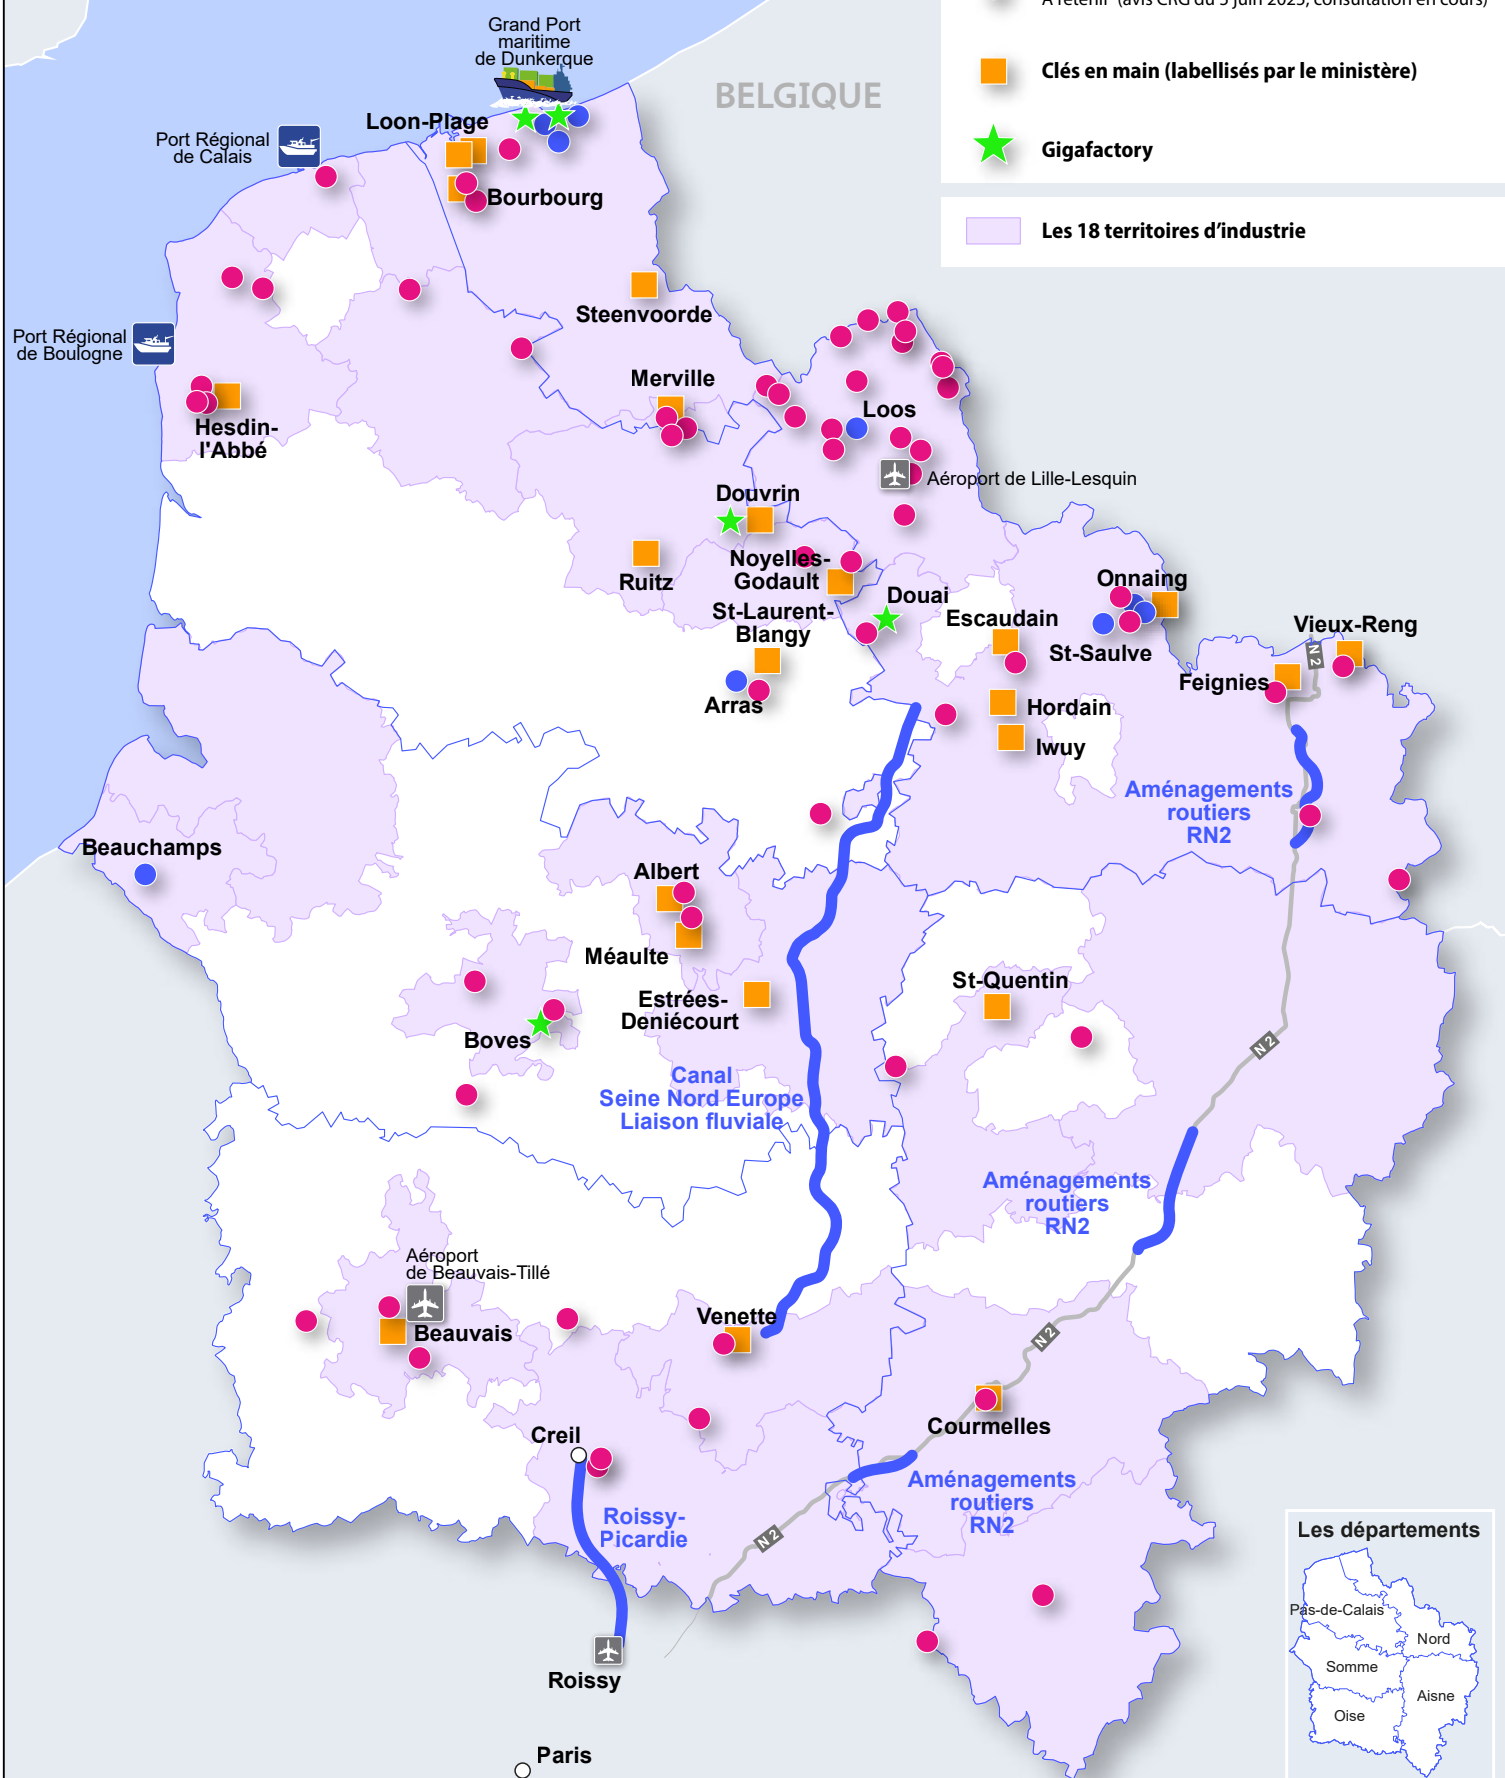 Grand Port
maritime
de Dunkerque
BELGIQUE
Clés en main (labellisés par le ministère)
Gigafactory
Les 18 territoires d'industrie
Loon-Plage
Port Régional
de Calais
Bourbourg
Steenvoorde
Port Régional
de Boulogne
Merville
Loos
Hesdin-
l'Abbé
Aéroport de Lille-Lesquin
Douvrin
Noyelles-
Godault
Ruitz
Onnaing
Douai
St-Laurent-
Blangy
Escaudain
Vieux-Reng
N 2
St-Saulve
Feignies
Arras
Hordain
Iwuy
Aménagements
routiers
RN2
Beauchamps
Albert
Méaulte
St-Quentin
Estrées-
Deniécourt
Boves
N 2
Canal
Seine Nord Europe
Liaison fluviale
Aménagements
routiers
RN2
Aéroport
de Beauvais-Tillé
Venette
Beauvais
N 2
Courmelles
Creil
Aménagements
routiers
RN2
Roissy-
Picardie
N 2
Roissy
Paris
Les départements
Pas-de-Calais
Nord
Somme
Aisne
Oise